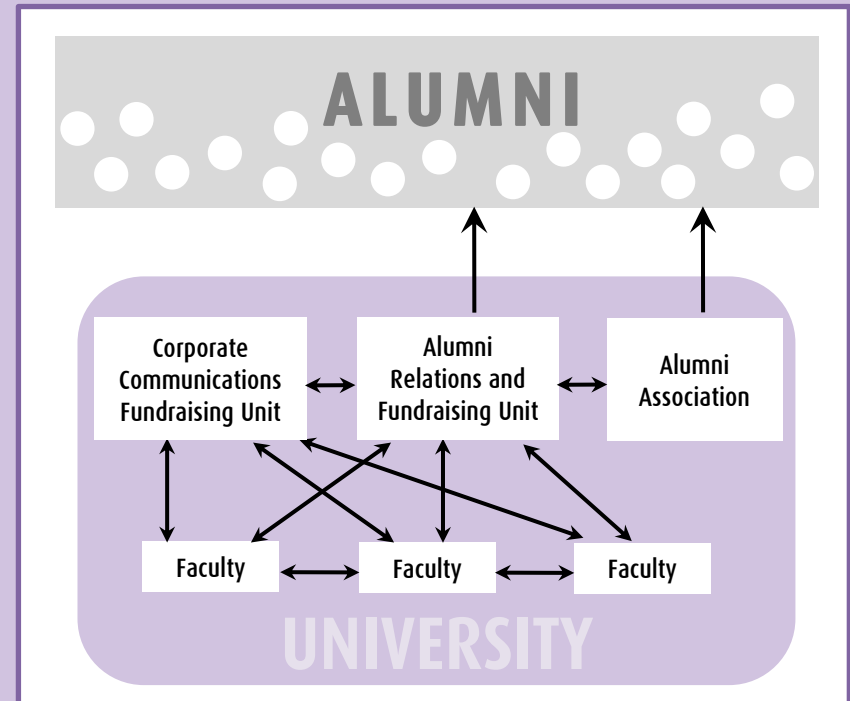 ALUMNI
Corporate
Communications
Fundraising Unit
Alumni
Relations and
Fundraising Unit
Alumni
Association
Faculty
Faculty
Faculty
UNIVERSITY